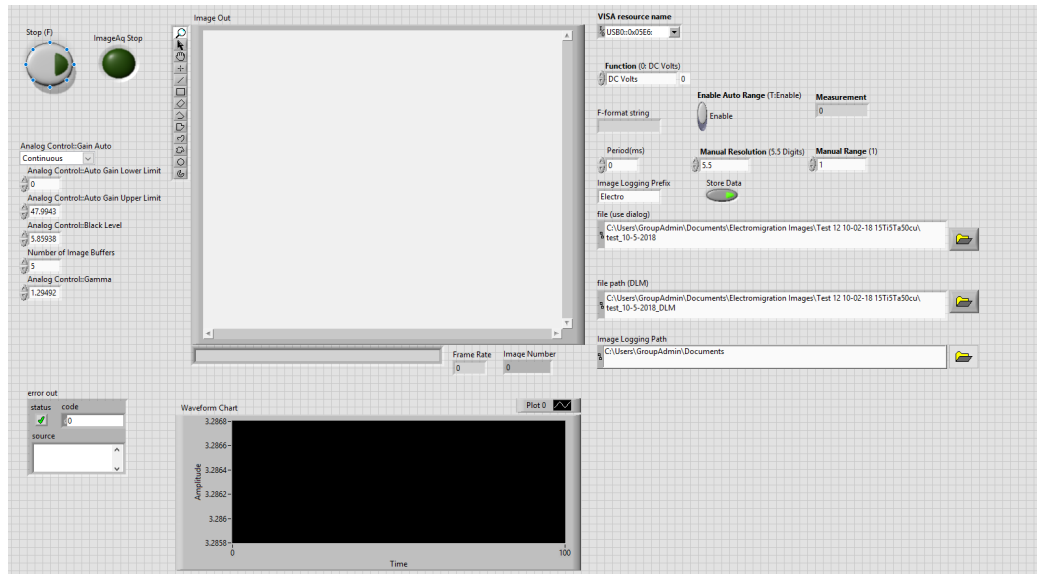 Stop (F)
ImageAq Stop
Image Out
Analog Control::Gain Auto
Continuous
Analog Control::Auto Gain Lower Limit
0
Analog Control::Auto Gain Upper Limit
47.9943
Analog Control::Black Level
5.85938
Number of Image Buffers
5
Analog Control::Gamma
1.29492
Frame Rate
0
Image Number
0
error out
status
code
0
source
Waveform Chart
Plot 0
Amplitude
3.2868
3.2866
3.2864
3.2862
3.286
3.2858
0
100
Time
VISA resource name
USB0::0x05E6:
Function (0: DC Volts)
DC Volts
0
Enable Auto Range (T:Enable)
Enable
Measurement
0
F-format string
Period(ms)
0
Manual Resolution (5.5 Digits)
5.5
Manual Range (1)
1
Image Logging Prefix
Electro
Store Data
file (use dialog)
C:\Users\GroupAdmin\Documents\Electromigration Images\Test 12 10-02-18 15Ti5Ta50cu\
test_10-5-2018
file path (DLM)
C:\Users\GroupAdmin\Documents\Electromigration Images\Test 12 10-02-18 15Ti5Ta50cu\
test_10-5-2018_DLM
Image Logging Path
C:\Users\GroupAdmin\Documents